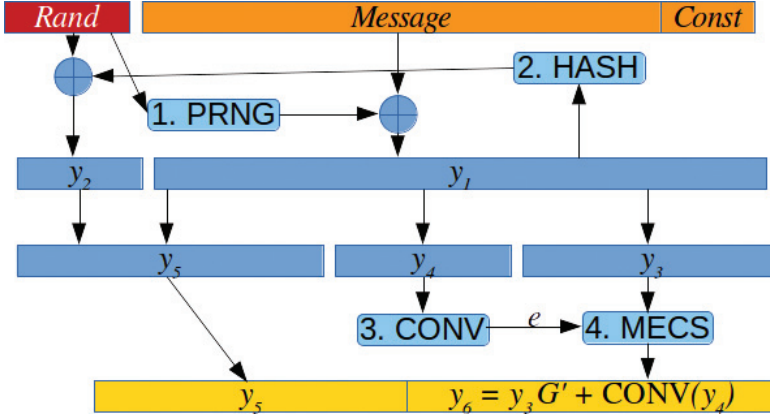 Rand Message Const
2. HASH
1. PRNG
y₂ y₁
y₅ y₄ y₃
3. CONV e 4. MECS
y₅ y₆ = y₃ G' + CONV(y₄)